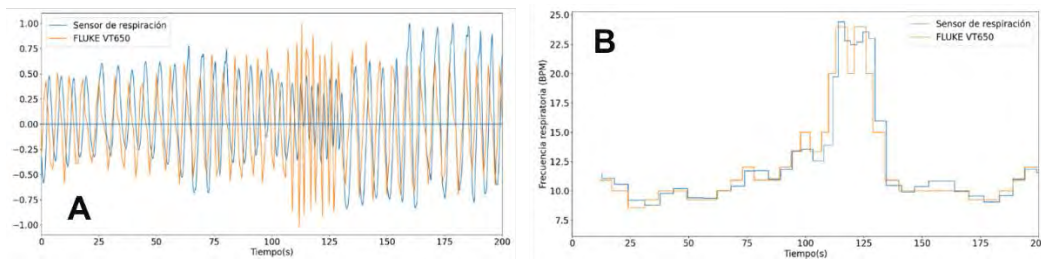 1.00
0.75
0.50
0.25
0.00
-0.25
-0.50
-0.75
-1.00
Sensor de respiración
FLUKE VT650
A
0 25 50 75 100 125 150 175 200
Tiempo(s)
25.0
22.5
20.0
17.5
15.0
12.5
10.0
7.5
Frecuencia respiratoria (BPM)
B
Sensor de respiración
FLUKE VT650
0 25 50 75 100 125 150 175 200
Tiempo(s)